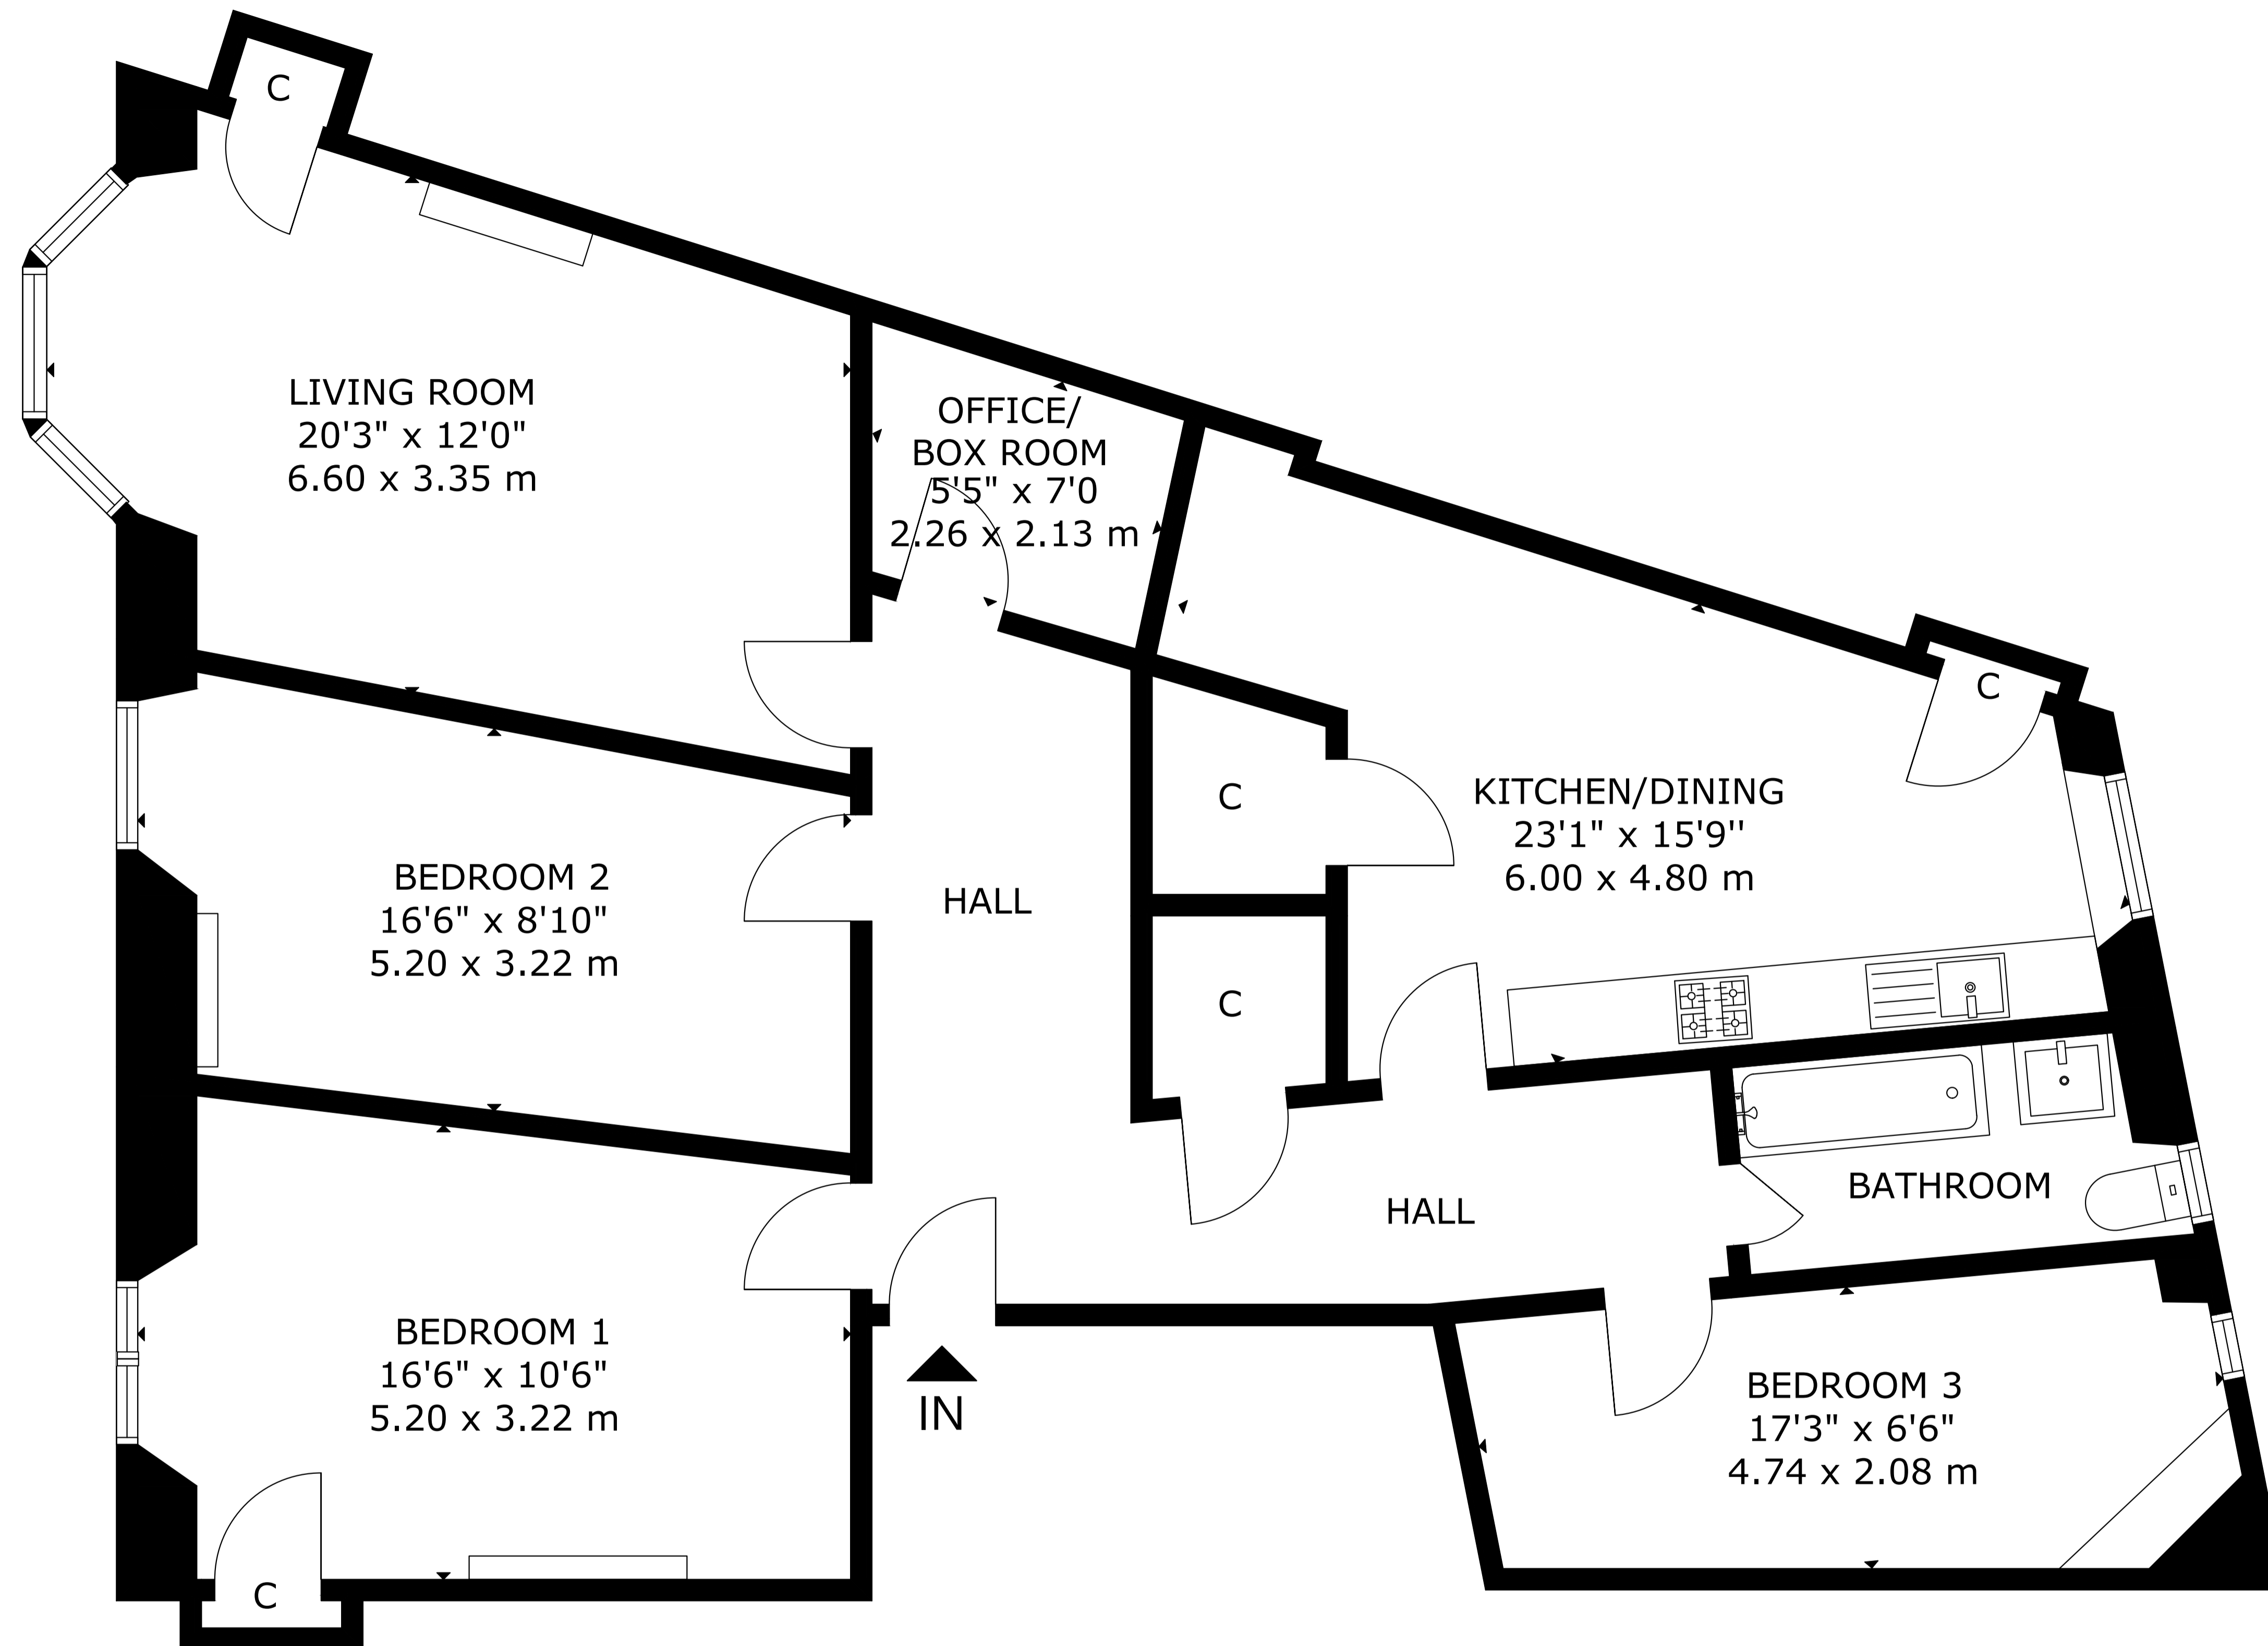 C
LIVING ROOM
20'3" x 12'0"
6.60 x 3.35 m
OFFICE/
BOX ROOM
5'5" x 7'0
2.26 x 2.13 m
C
KITCHEN/DINING
23'1" x 15'9''
6.00 x 4.80 m
C
BEDROOM 2
16'6" x 8'10"
5.20 x 3.22 m
HALL
C
BATHROOM
HALL
BEDROOM 1
16'6" x 10'6"
5.20 x 3.22 m
IN
BEDROOM 3
17'3" x 6'6"
4.74 x 2.08 m
C